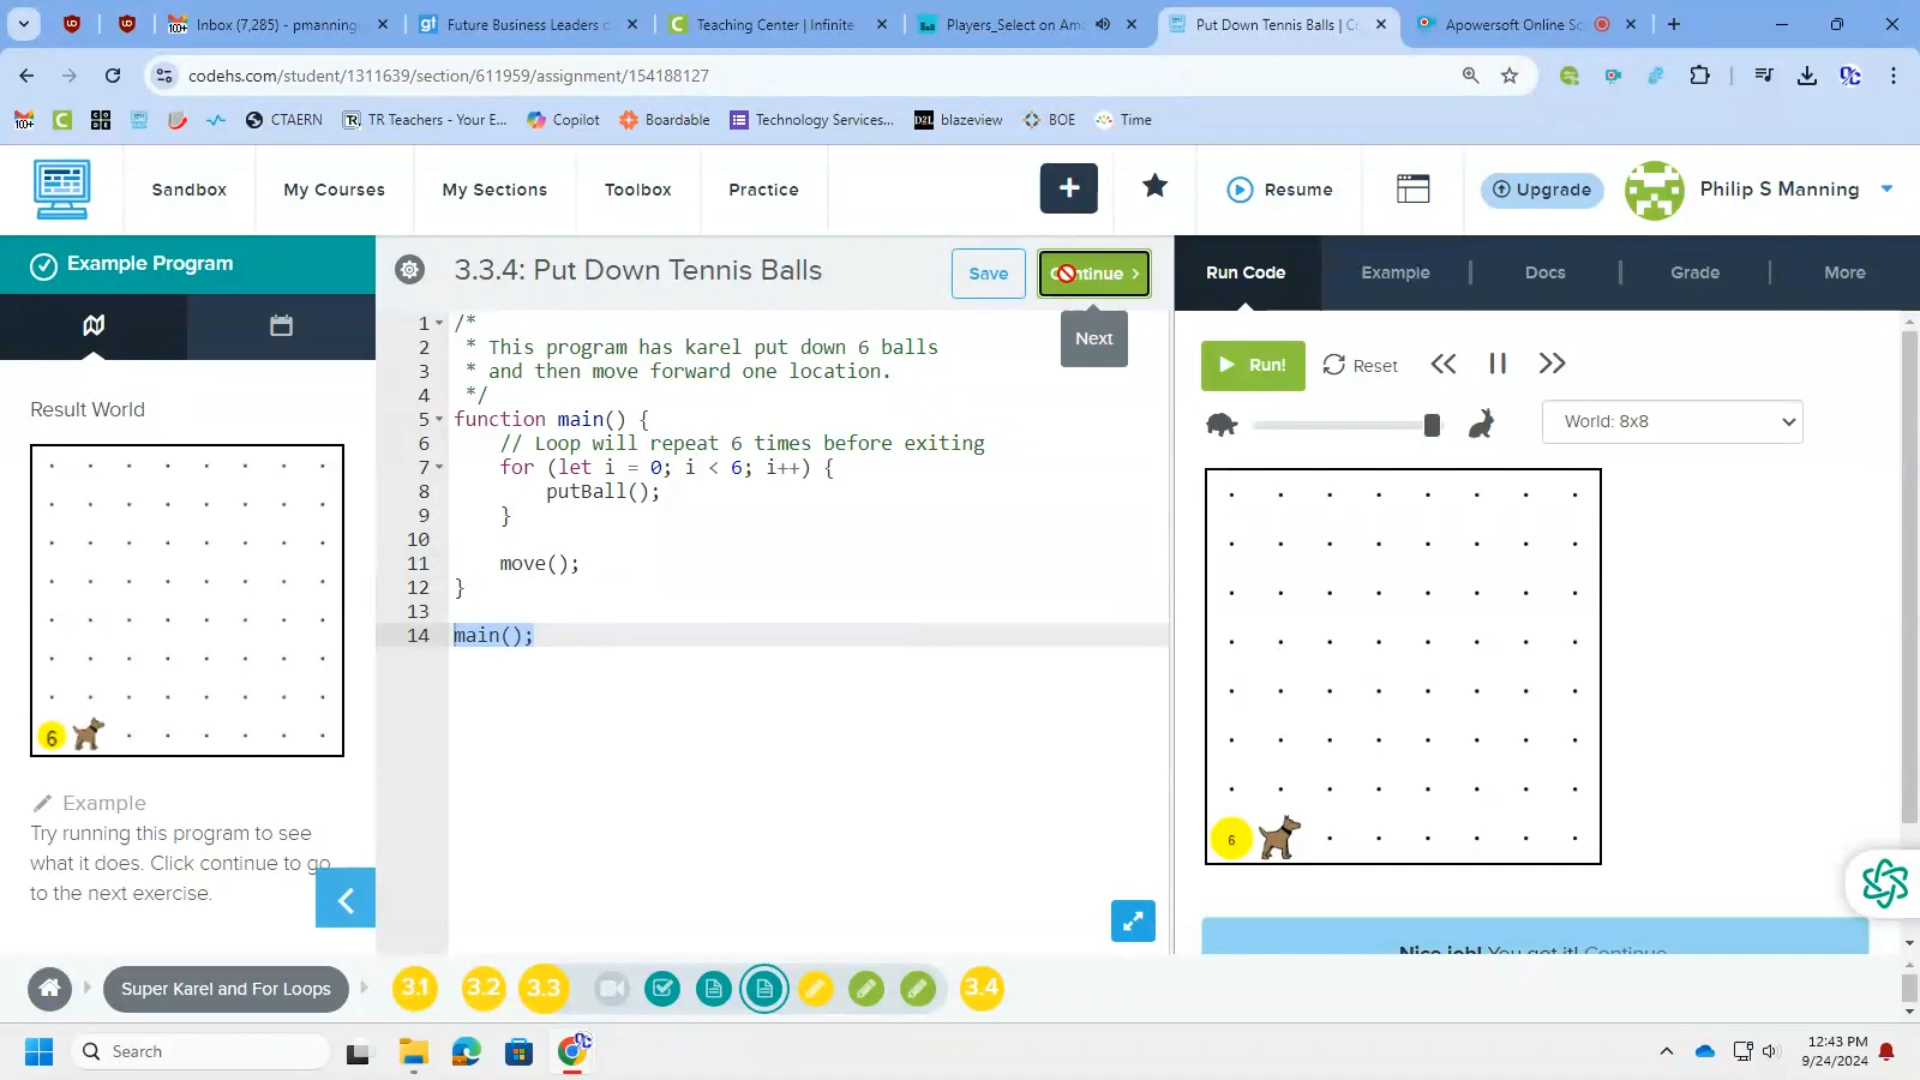 Inbox (7,285) - pmanning
Future Business Leaders o
Teaching Center | Infinite
Players_Select on Am
Put Down Tennis Balls | Co
Apowersoft Online Sc
codehs.com/student/1311639/section/611959/assignment/154188127
CTAERN
TR Teachers - Your E...
Copilot
Boardable
Technology Services...
blazeview
BOE
Time
Sandbox
My Courses
My Sections
Toolbox
Practice
+
Resume
Upgrade
Philip S Manning
Example Program
3.3.4: Put Down Tennis Balls
Save
Continue >
Next
Run Code
Example
Docs
Grade
More
Result World
6
Example
Try running this program to see
what it does. Click continue to go
to the next exercise.
1 /*
2  * This program has karel put down 6 balls
3  * and then move forward one location.
4  */
5 function main() {
6     // Loop will repeat 6 times before exiting
7     for (let i = 0; i < 6; i++) {
8         putBall();
9     }
10
11     move();
12 }
13
14 main();
Run!
Reset
World: 8x8
6
Nice job! You got it! Continue
Super Karel and For Loops
3.1
3.2
3.3
3.4
Search
12:43 PM
9/24/2024